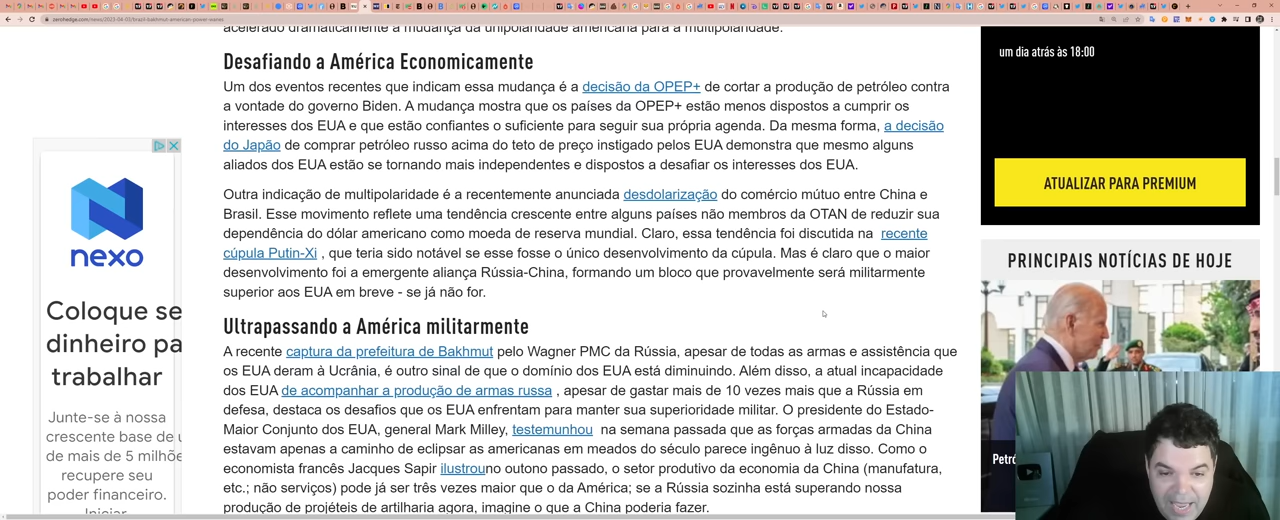 zerohedge.com/news/2023-04-03/brazil-bakhmut-american-power-wanes
acelerado dramaticamente a mudança da unipolaridade americana para a multipolaridade.
Desafiando a América Economicamente
Um dos eventos recentes que indicam essa mudança é a decisão da OPEP+ de cortar a produção de petróleo contra
a vontade do governo Biden. A mudança mostra que os países da OPEP+ estão menos dispostos a cumprir os
interesses dos EUA e que estão confiantes o suficiente para seguir sua própria agenda. Da mesma forma, a decisão
do Japão de comprar petróleo russo acima do teto de preço instigado pelos EUA demonstra que mesmo alguns
aliados dos EUA estão se tornando mais independentes e dispostos a desafiar os interesses dos EUA.
Outra indicação de multipolaridade é a recentemente anunciada desdolarização do comércio mútuo entre China e
Brasil. Esse movimento reflete uma tendência crescente entre alguns países não membros da OTAN de reduzir sua
dependência do dólar americano como moeda de reserva mundial. Claro, essa tendência foi discutida na recente
cúpula Putin-Xi , que teria sido notável se esse fosse o único desenvolvimento da cúpula. Mas é claro que o maior
desenvolvimento foi a emergente aliança Rússia-China, formando um bloco que provavelmente será militarmente
superior aos EUA em breve - se já não for.
Ultrapassando a América militarmente
A recente captura da prefeitura de Bakhmut pelo Wagner PMC da Rússia, apesar de todas as armas e assistência que
os EUA deram à Ucrânia, é outro sinal de que o domínio dos EUA está diminuindo. Além disso, a atual incapacidade
dos EUA de acompanhar a produção de armas russa , apesar de gastar mais de 10 vezes mais que a Rússia em
defesa, destaca os desafios que os EUA enfrentam para manter sua superioridade militar. O presidente do Estado-
Maior Conjunto dos EUA, general Mark Milley, testemunhou na semana passada que as forças armadas da China
estavam apenas a caminho de eclipsar as americanas em meados do século parece ingênuo à luz disso. Como o
economista francês Jacques Sapir ilustrouno outono passado, o setor produtivo da economia da China (manufatura,
etc.; não serviços) pode já ser três vezes maior que o da América; se a Rússia sozinha está superando nossa
produção de projéteis de artilharia agora, imagine o que a China poderia fazer.
nexo
Coloque se
dinheiro pa
trabalhar
Junte-se à nossa
crescente base de u
de mais de 5 milhõe
recupere seu
poder financeiro.
Iniciar
um dia atrás às 18:00
ATUALIZAR PARA PREMIUM
PRINCIPAIS NOTÍCIAS DE HOJE
Petró